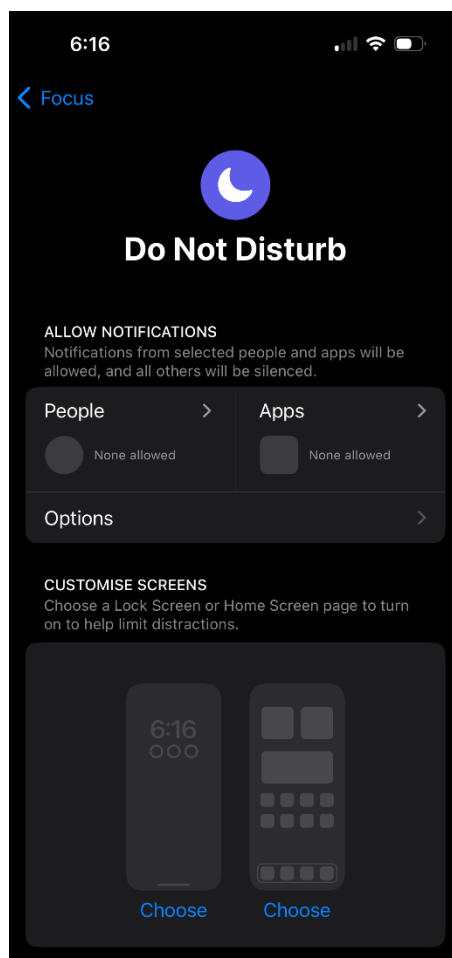 6:16
Focus
Do Not Disturb
ALLOW NOTIFICATIONS
Notifications from selected people and apps will be
allowed, and all others will be silenced.
People
Apps
None allowed
None allowed
Options
CUSTOMISE SCREENS
Choose a Lock Screen or Home Screen page to turn
on to help limit distractions.
6:16
Choose
Choose